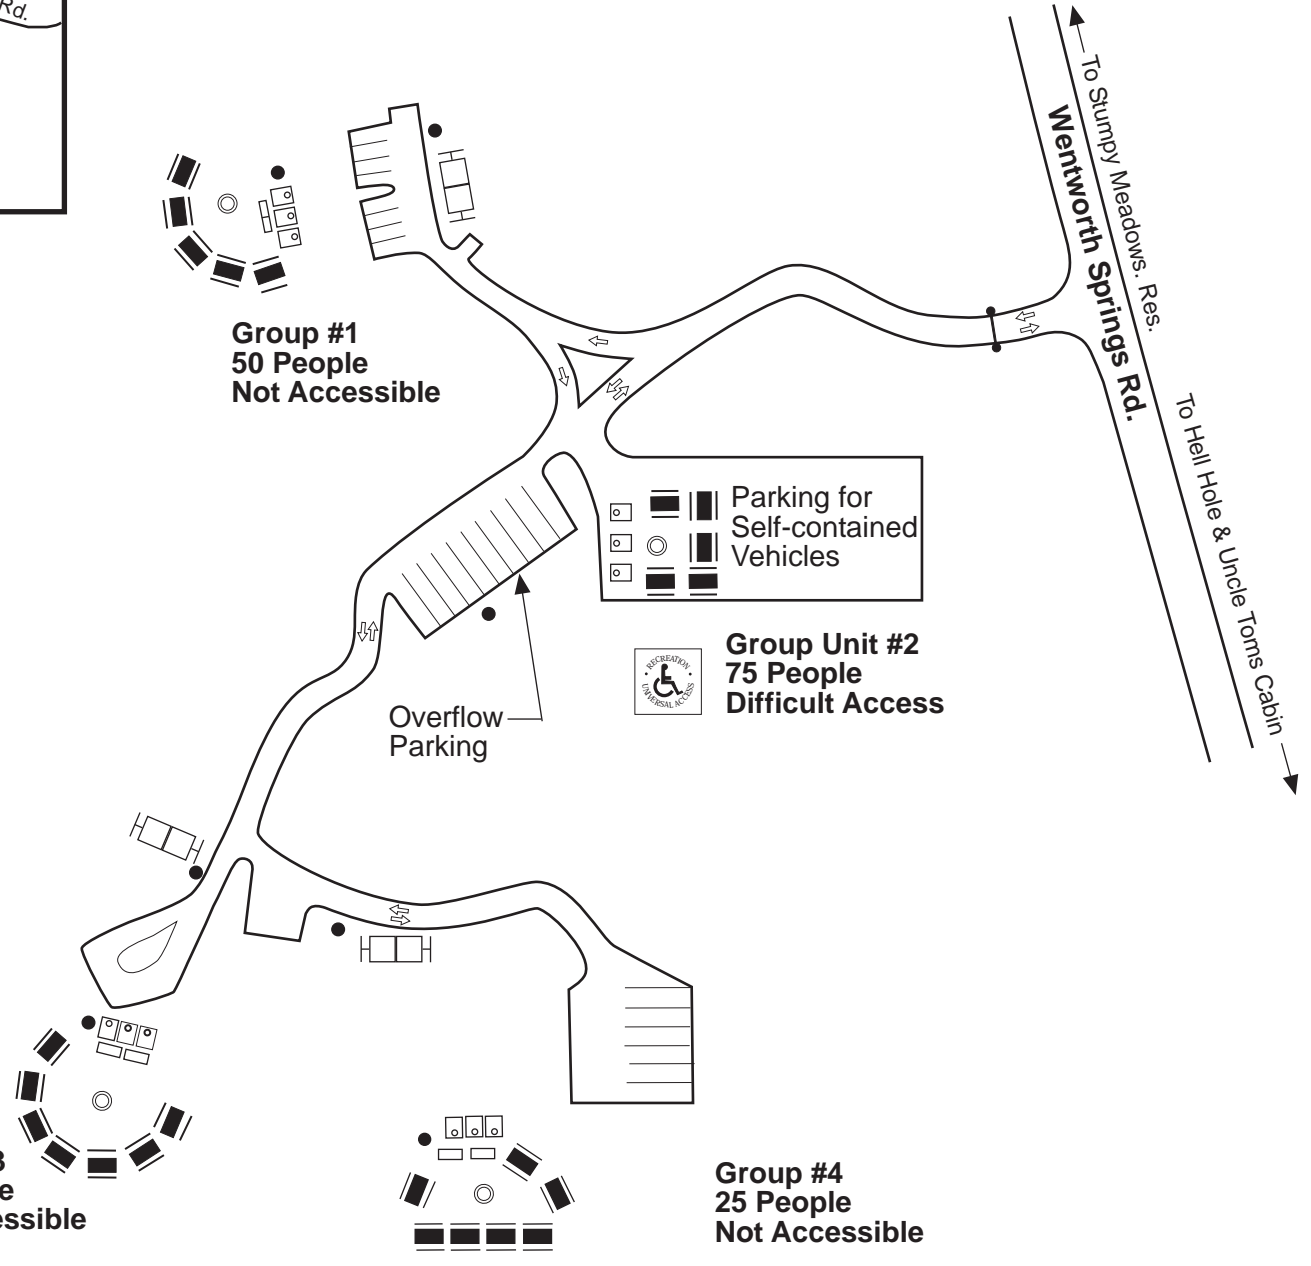 Rd.
To Stumpy Meadows. Res.
Wentworth Springs Rd.
To Hell Hole & Uncle Toms Cabin
Group #1
50 People
Not Accessible
Parking for
Self-contained
Vehicles
RECREATION
UNIVERSAL ACCESS
Group Unit #2
75 People
Difficult Access
Overflow
Parking
3
e
essible
Group #4
25 People
Not Accessible